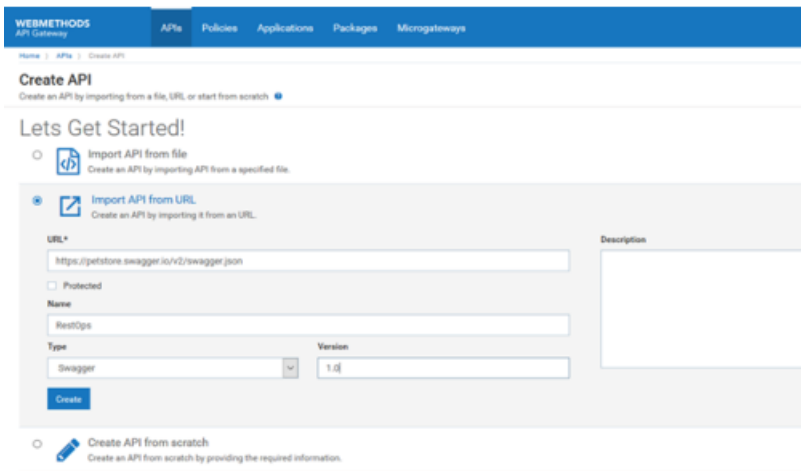 WEBMETHODS
API Gateway
APIs Policies Applications Packages Microgateways
Home | APIs | Create API
Create API
Create an API by importing from a file, URL or start from scratch
Lets Get Started!
Import API from file
Create an API by importing API from a specified file.
Import API from URL
Create an API by importing it from an URL.
URL* Description
https://petstore.swagger.io/v2/swagger.json
Protected
Name
RestOps
Type Version
Swagger 1.0
Create
Create API from scratch
Create an API from scratch by providing the required information.